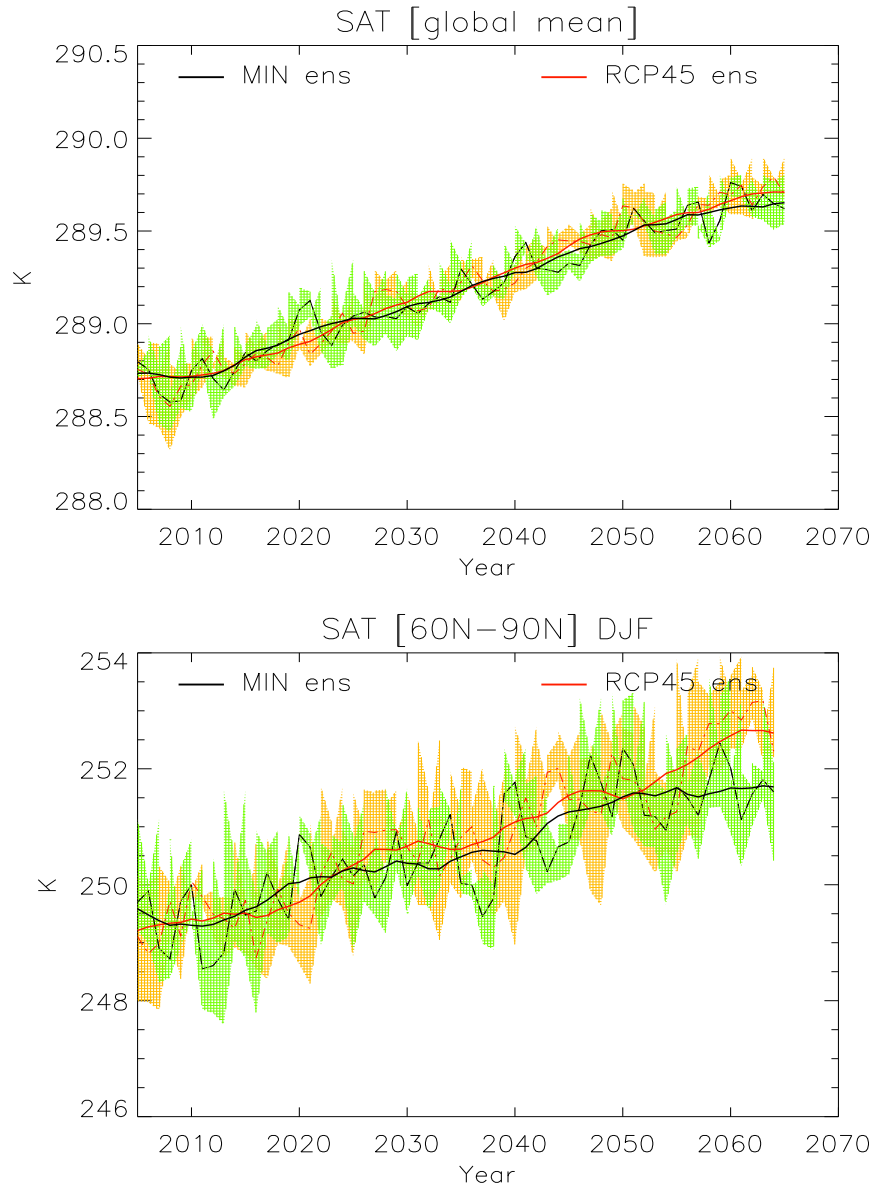 SAT [global mean]
290.5
MIN ens RCP45 ens
290.0
289.5
K
289.0
288.5
288.0
2010 2020 2030 2040 2050 2060 2070
Year
SAT [60N−90N] DJF
254
MIN ens RCP45 ens
252
250
K
248
246
2010 2020 2030 2040 2050 2060 2070
Year